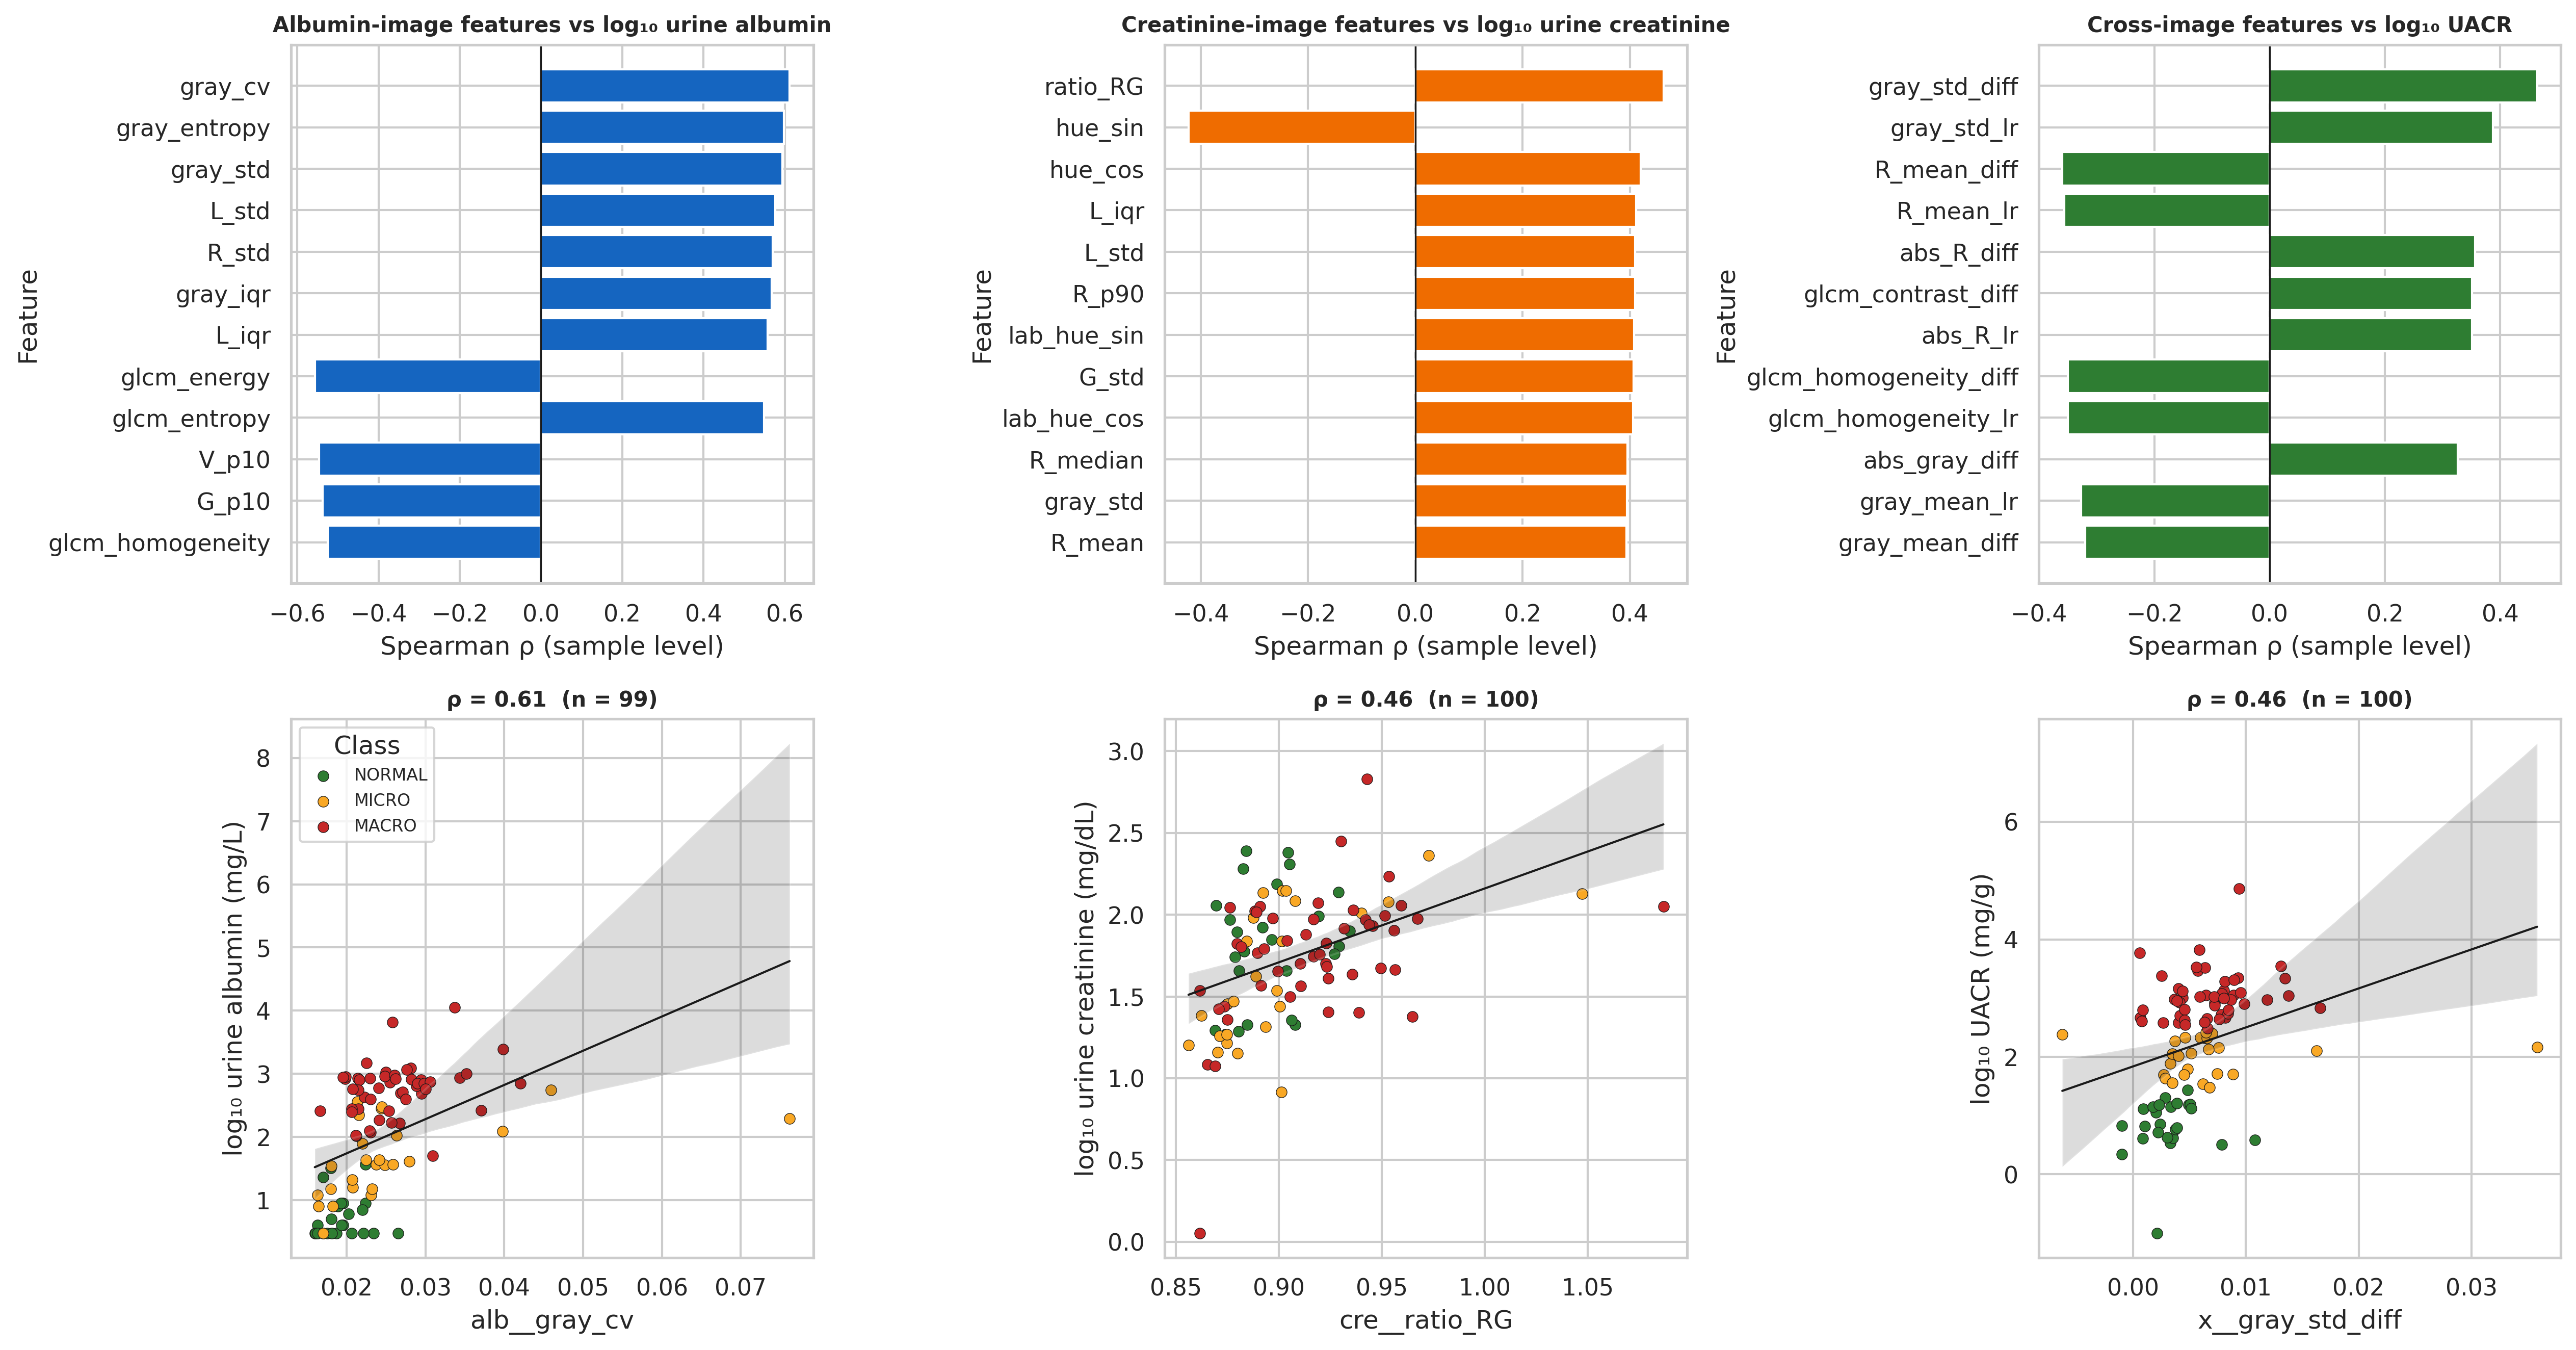 Albumin-image features vs log₁₀ urine albumin
Feature
gray_cv
gray_entropy
gray_std
L_std
R_std
gray_iqr
L_iqr
glcm_energy
glcm_entropy
V_p10
G_p10
glcm_homogeneity
−0.6 −0.4 −0.2 0.0 0.2 0.4 0.6
Spearman ρ (sample level)
Creatinine-image features vs log₁₀ urine creatinine
Feature
ratio_RG
hue_sin
hue_cos
L_iqr
L_std
R_p90
lab_hue_sin
G_std
lab_hue_cos
R_median
gray_std
R_mean
−0.4 −0.2 0.0 0.2 0.4
Spearman ρ (sample level)
Cross-image features vs log₁₀ UACR
Feature
gray_std_diff
gray_std_lr
R_mean_diff
R_mean_lr
abs_R_diff
glcm_contrast_diff
abs_R_lr
glcm_homogeneity_diff
glcm_homogeneity_lr
abs_gray_diff
gray_mean_lr
gray_mean_diff
−0.4 −0.2 0.0 0.2 0.4
Spearman ρ (sample level)
ρ = 0.61 (n = 99)
log₁₀ urine albumin (mg/L)
8
7
6
5
4
3
2
1
Class
NORMAL
MICRO
MACRO
0.02 0.03 0.04 0.05 0.06 0.07
alb__gray_cv
ρ = 0.46 (n = 100)
log₁₀ urine creatinine (mg/dL)
3.0
2.5
2.0
1.5
1.0
0.5
0.0
0.85 0.90 0.95 1.00 1.05
cre__ratio_RG
ρ = 0.46 (n = 100)
log₁₀ UACR (mg/g)
6
4
2
0
0.00 0.01 0.02 0.03
x__gray_std_diff